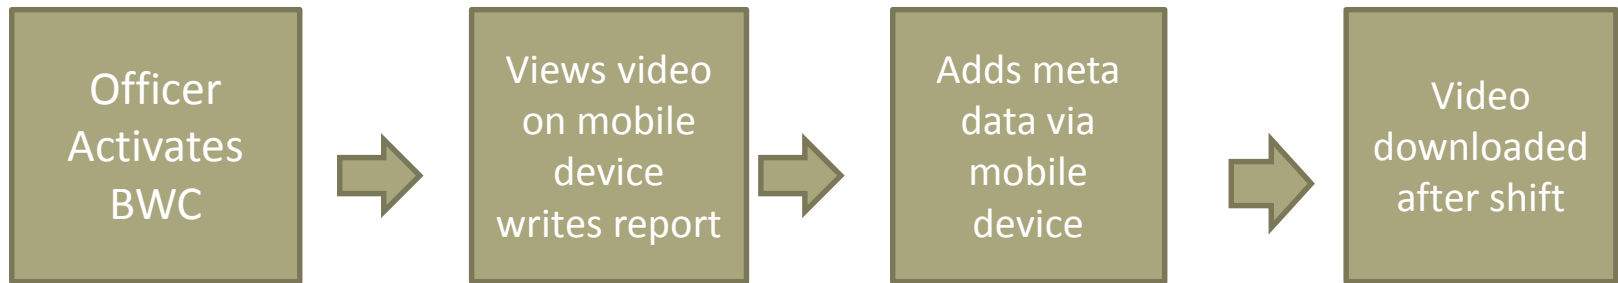 Officer
Activates
BWC
Views video
on mobile
device
writes report
Adds meta
data via
mobile
device
Video
downloaded
after shift